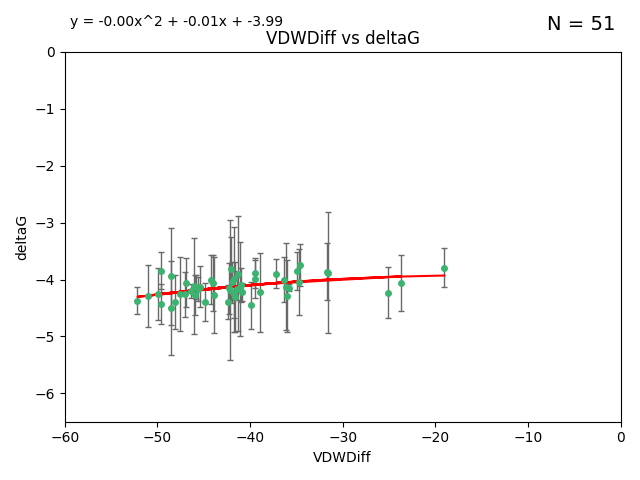 y = -0.00x^2 + -0.01x + -3.99
N = 51
VDWDiff vs deltaG
0
−1
−2
−3
−4
−5
−6
deltaG
−60 −50 −40 −30 −20 −10 0
VDWDiff